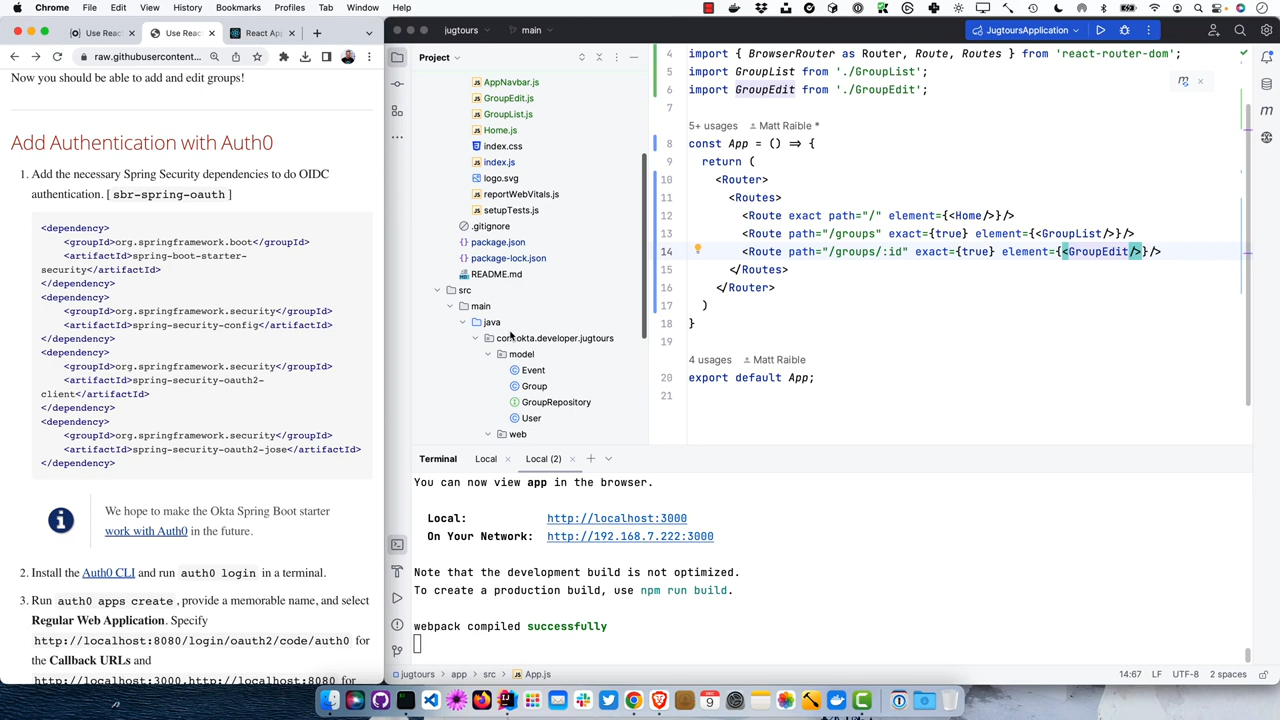 Chrome File Edit View History Bookmarks Profiles Tab Window Help
Use Reac
Use React
React App
raw.githubusercontent...
Now you should be able to add and edit groups!
Add Authentication with Auth0
1. Add the necessary Spring Security dependencies to do OIDC
authentication. [ sbr-spring-oauth ]
<dependency>
<groupId>org.springframework.boot</groupId>
<artifactId>spring-boot-starter-
security</artifactId>
</dependency>
<dependency>
<groupId>org.springframework.security</groupId>
<artifactId>spring-security-config</artifactId>
</dependency>
<dependency>
<groupId>org.springframework.security</groupId>
<artifactId>spring-security-oauth2-
client</artifactId>
</dependency>
<dependency>
<groupId>org.springframework.security</groupId>
<artifactId>spring-security-oauth2-jose</artifactId>
</dependency>
We hope to make the Okta Spring Boot starter
work with Auth0 in the future.
2. Install the Auth0 CLI and run auth0 login in a terminal.
3. Run auth0 apps create, provide a memorable name, and select
Regular Web Application. Specify
http://localhost:8080/login/oauth2/code/auth0 for
the Callback URLs and
http://localhost:3000,http://localhost:8080 for
jugtours
main
JugtoursApplication
Project
AppNavbar.js
GroupEdit.js
GroupList.js
Home.js
index.css
index.js
logo.svg
reportWebVitals.js
setupTests.js
.gitignore
package.json
package-lock.json
README.md
src
main
java
com.okta.developer.jugtours
model
Event
Group
GroupRepository
User
web
4 import { BrowserRouter as Router, Route, Routes } from 'react-router-dom';
5 import GroupList from './GroupList';
6 import GroupEdit from './GroupEdit';
7
5+ usages Matt Raible *
8 const App = () => {
9 return (
10 <Router>
11 <Routes>
12 <Route exact path="/" element={<Home/>}/>
13 <Route path="/groups" exact={true} element={<GroupList/>}/>
14 <Route path="/groups/:id" exact={true} element={<GroupEdit/>}/>
15 </Routes>
16 </Router>
17 )
18 }
19
4 usages Matt Raible
20 export default App;
21
Terminal Local Local (2)
You can now view app in the browser.
Local: http://localhost:3000
On Your Network: http://192.168.7.222:3000
Note that the development build is not optimized.
To create a production build, use npm run build.
webpack compiled successfully
jugtours > app > src > App.js
14:67 LF UTF-8 2 spaces